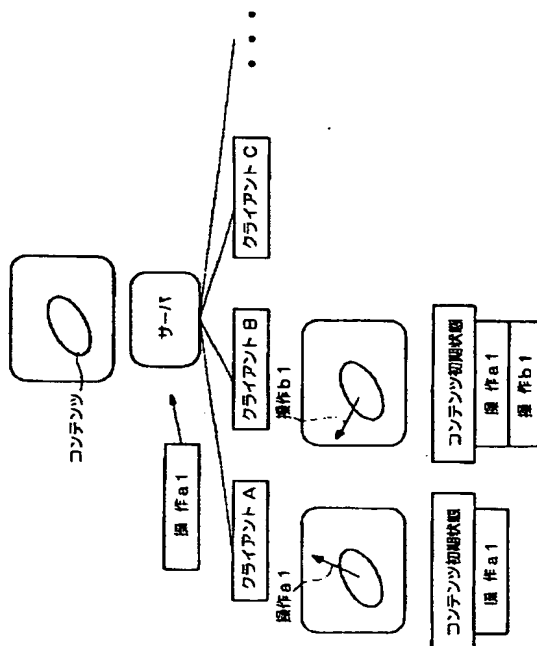 コンテンツ
サーバ
操作a1
クライアントA
クライアントB
クライアントC
操作a1
操作b1
コンテンツ初期状態
操作a1
コンテンツ初期状態
操作a1
操作b1